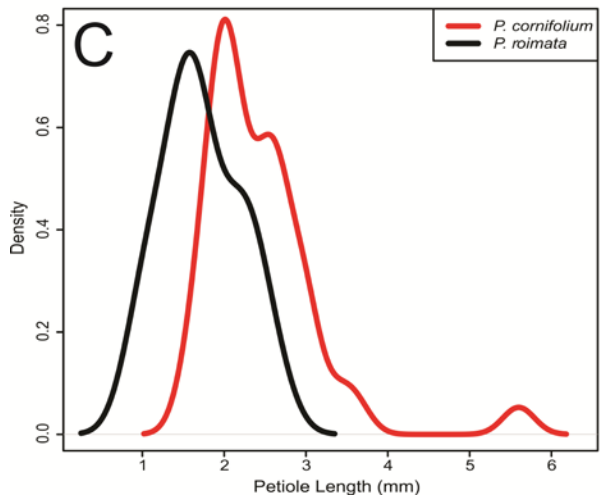 C
P. cornifolium
P. roimata
0.8
0.6
0.4
0.2
0.0
Density
1 2 3 4 5 6
Petiole Length (mm)